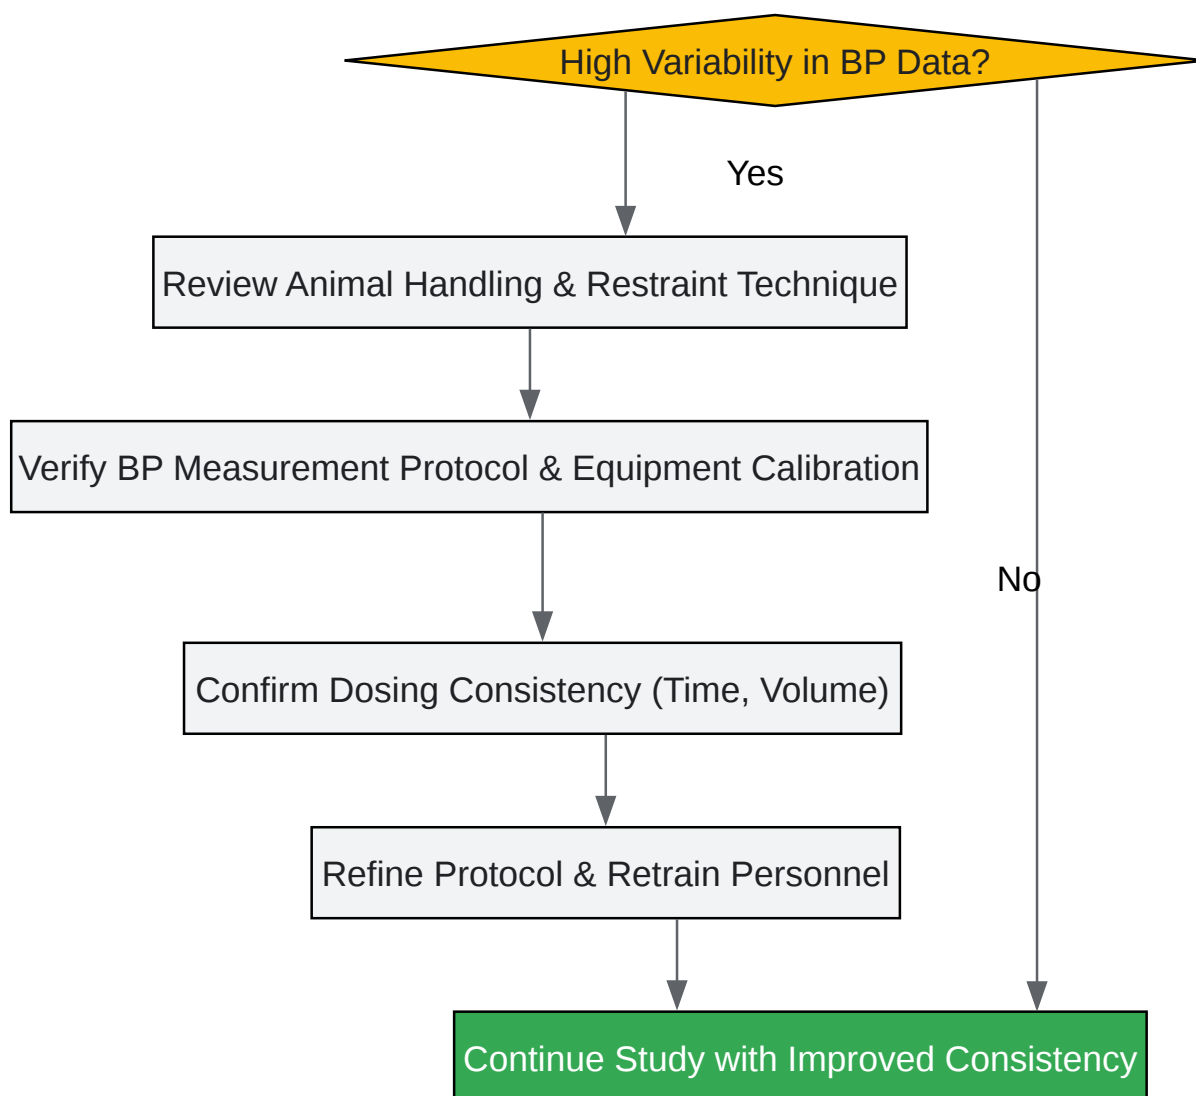 High Variability in BP Data?
Yes
Review Animal Handling & Restraint Technique
Verify BP Measurement Protocol & Equipment Calibration
No
Confirm Dosing Consistency (Time, Volume)
Refine Protocol & Retrain Personnel
Continue Study with Improved Consistency